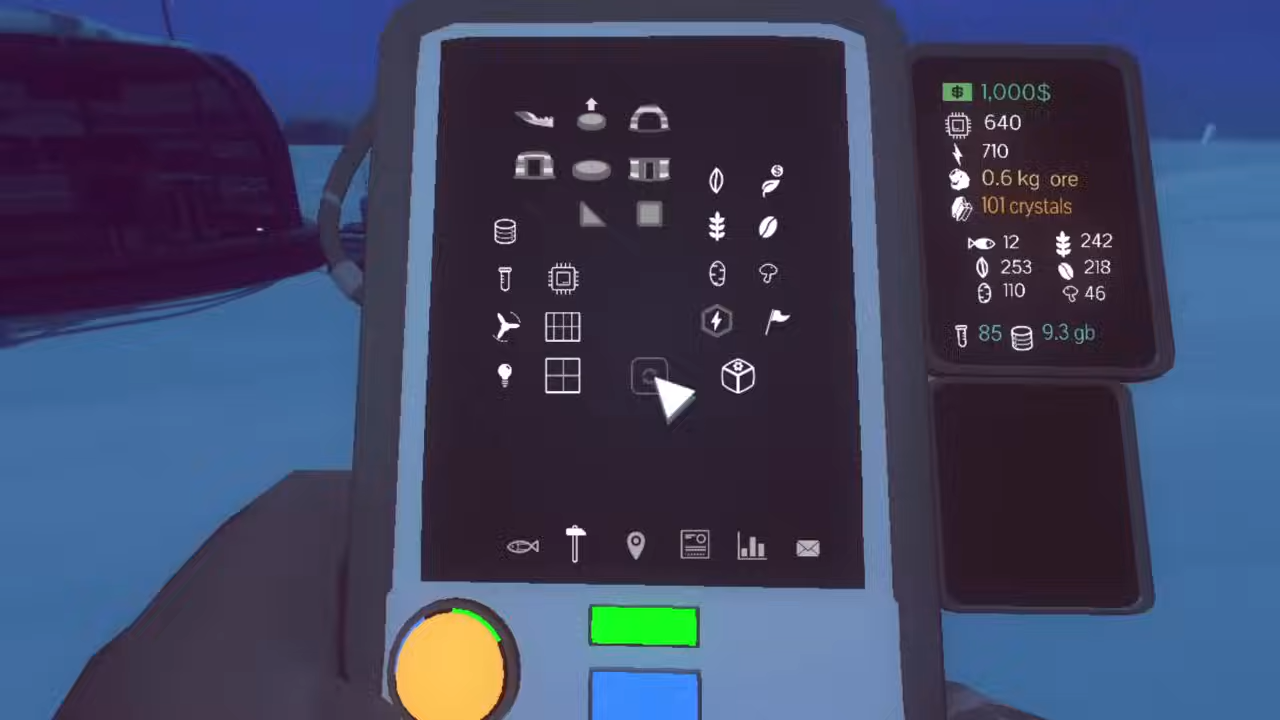 $ 1,000$
640
710
0.6 kg ore
101 crystals
12 242
253 218
110 46
85 9.3 gb